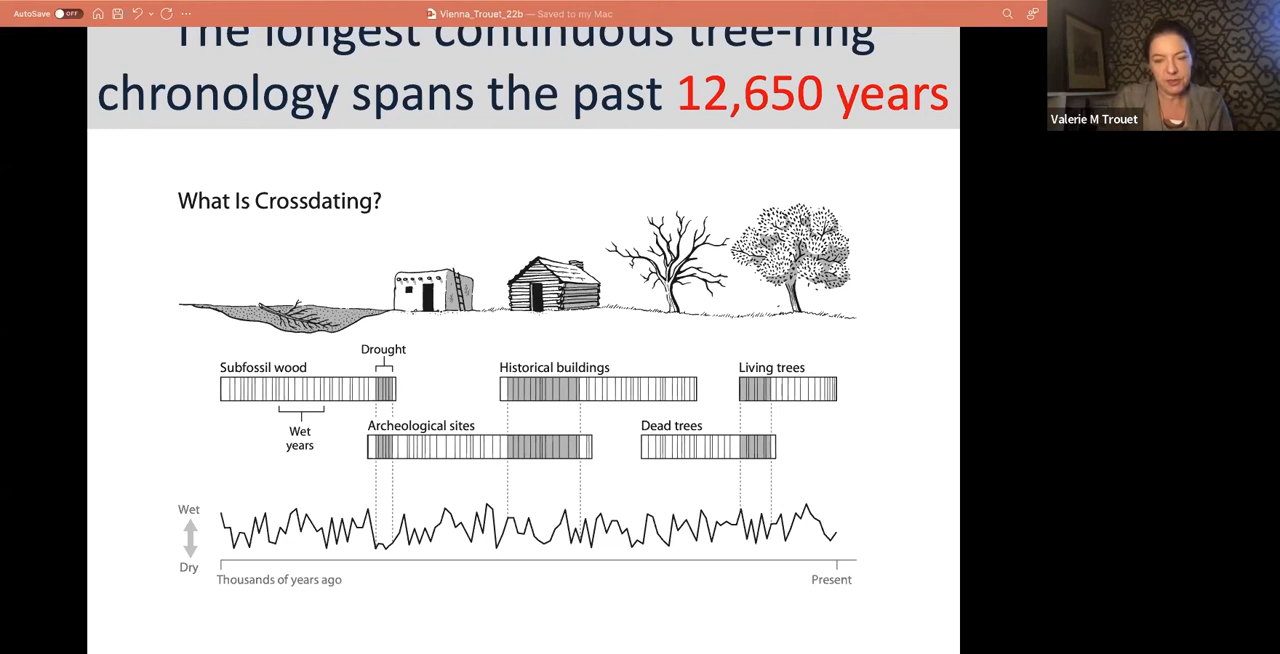 AutoSave OFF
Vienna_Trouet_22b — Saved to my Mac
The longest continuous tree-ring
chronology spans the past 12,650 years
Valerie M Trouet
What Is Crossdating?
Drought
Subfossil wood
Historical buildings
Living trees
Wet
years
Archeological sites
Dead trees
Wet
Dry
Thousands of years ago
Present